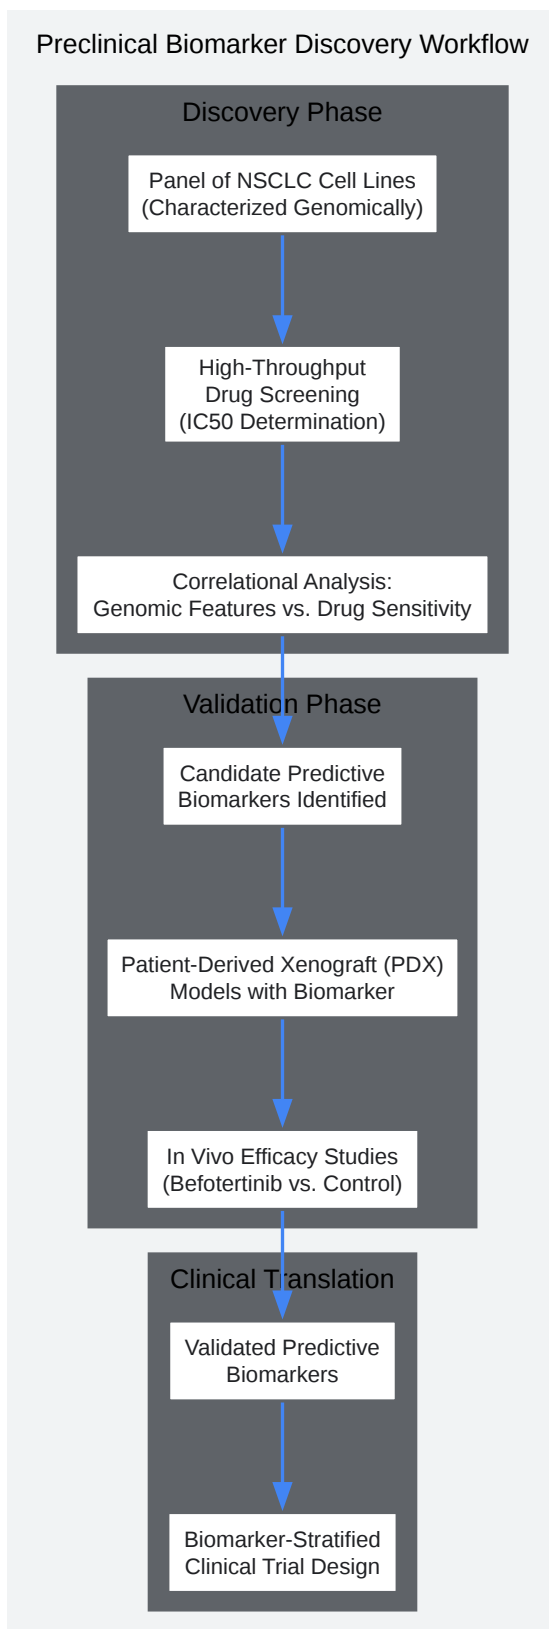 Preclinical Biomarker Discovery Workflow
Discovery Phase
Panel of NSCLC Cell Lines
(Characterized Genomically)
High-Throughput
Drug Screening
(IC50 Determination)
Correlational Analysis:
Genomic Features vs. Drug Sensitivity
Validation Phase
Candidate Predictive
Biomarkers Identified
Patient-Derived Xenograft (PDX)
Models with Biomarker
In Vivo Efficacy Studies
(Befotertinib vs. Control)
Clinical Translation
Validated Predictive
Biomarkers
Biomarker-Stratified
Clinical Trial Design